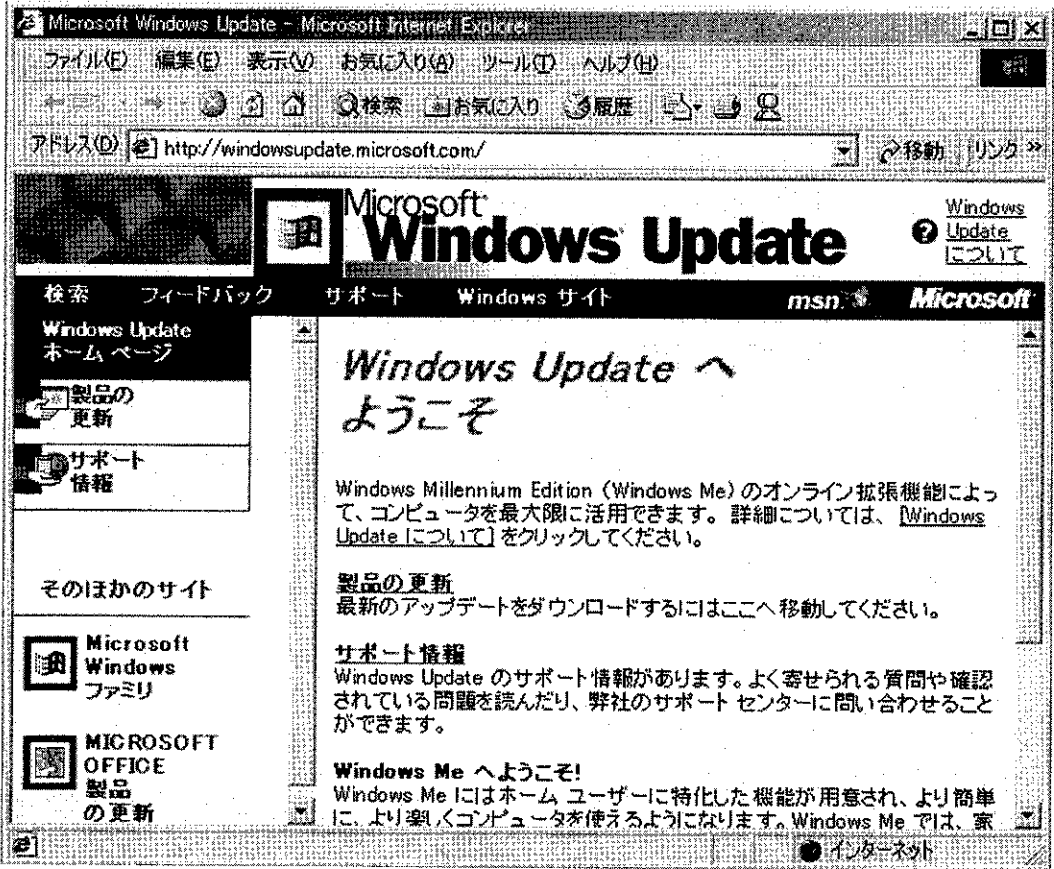 Microsoft Windows Update - Microsoft Internet Explorer
ファイル(F) 編集(E) 表示(V) お気に入り(A) ツール(T) ヘルプ(H)
検索 お気に入り 履歴
アドレス(D) http://windowsupdate.microsoft.com/ 移動 リンク »
Microsoft
Windows Update
Windows
Update
について
検索 フィードバック サポート Windows サイト msn Microsoft
Windows Update
ホーム ページ
製品の
更新
サポート
情報
そのほかのサイト
Microsoft
Windows
ファミリ
MICROSOFT
OFFICE
製品
の更新
Windows Update へ
ようこそ
Windows Millennium Edition (Windows Me) のオンライン拡張機能によっ
て、コンピュータを最大限に活用できます。詳細については、[Windows
Update について] をクリックしてください。
製品の更新
最新のアップデートをダウンロードするにはここへ移動してください。
サポート情報
Windows Update のサポート情報があります。よく寄せられる質問や確認
されている問題を読んだり、弊社のサポート センターに問い合わせること
ができます。
Windows Me へようこそ!
Windows Me にはホーム ユーザーに特化した機能が用意され、より簡単
に、より楽しくコンピュータを使えるようになります。Windows Me では、家
インターネット